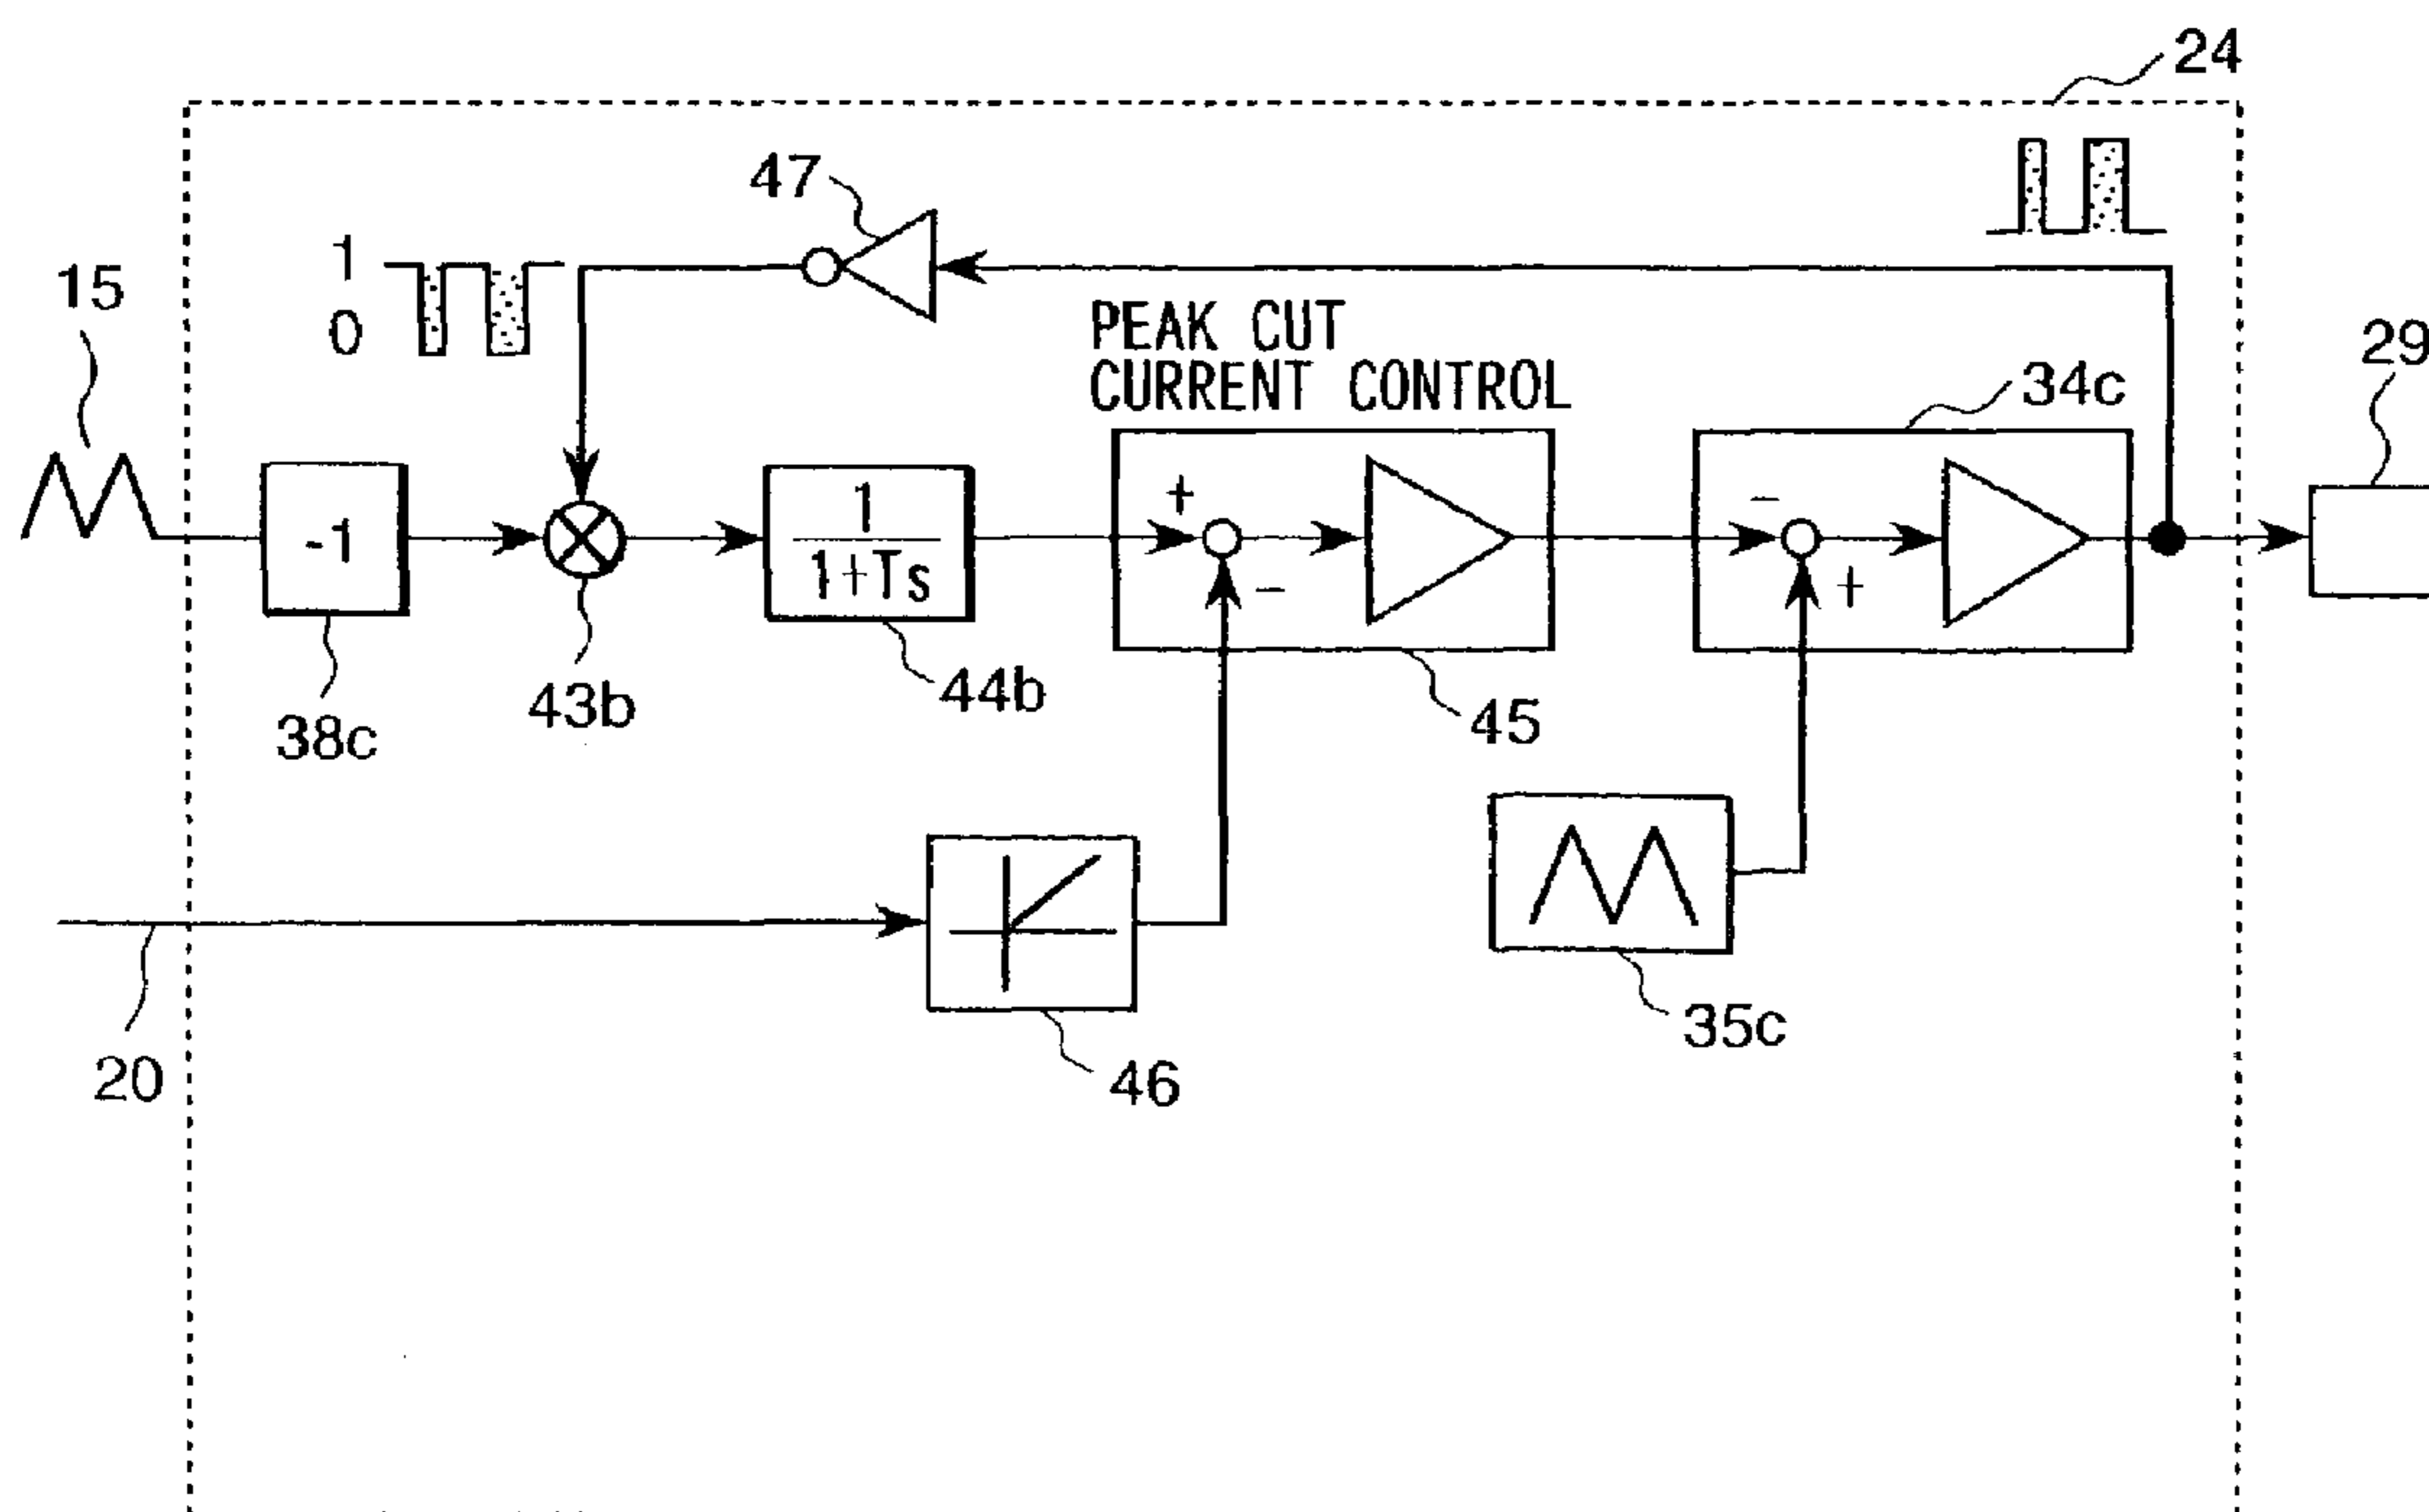 24
47
1
0
15
PEAK CUT
CURRENT CONTROL
34c
29
+
-
-1
1
1+Ts
-
+
38c
43b
44b
45
35c
20
46